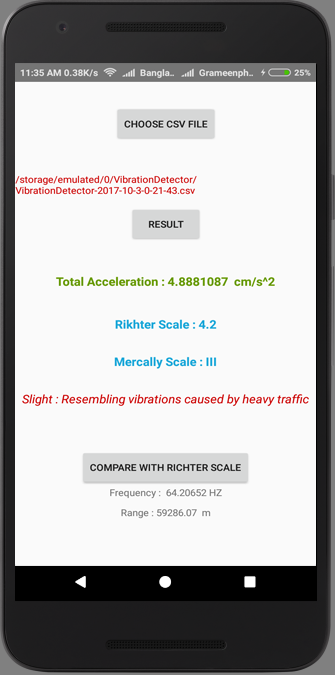 11:35 AM 0.38K/s Bangla.. Grameenph.. 25%
CHOOSE CSV FILE
/storage/emulated/0/VibrationDetector/
VibrationDetector-2017-10-3-0-21-43.csv
RESULT
Total Acceleration : 4.8881087 cm/s^2
Rikhter Scale : 4.2
Mercally Scale : III
Slight : Resembling vibrations caused by heavy traffic
COMPARE WITH RICHTER SCALE
Frequency : 64.20652 HZ
Range : 59286.07 m